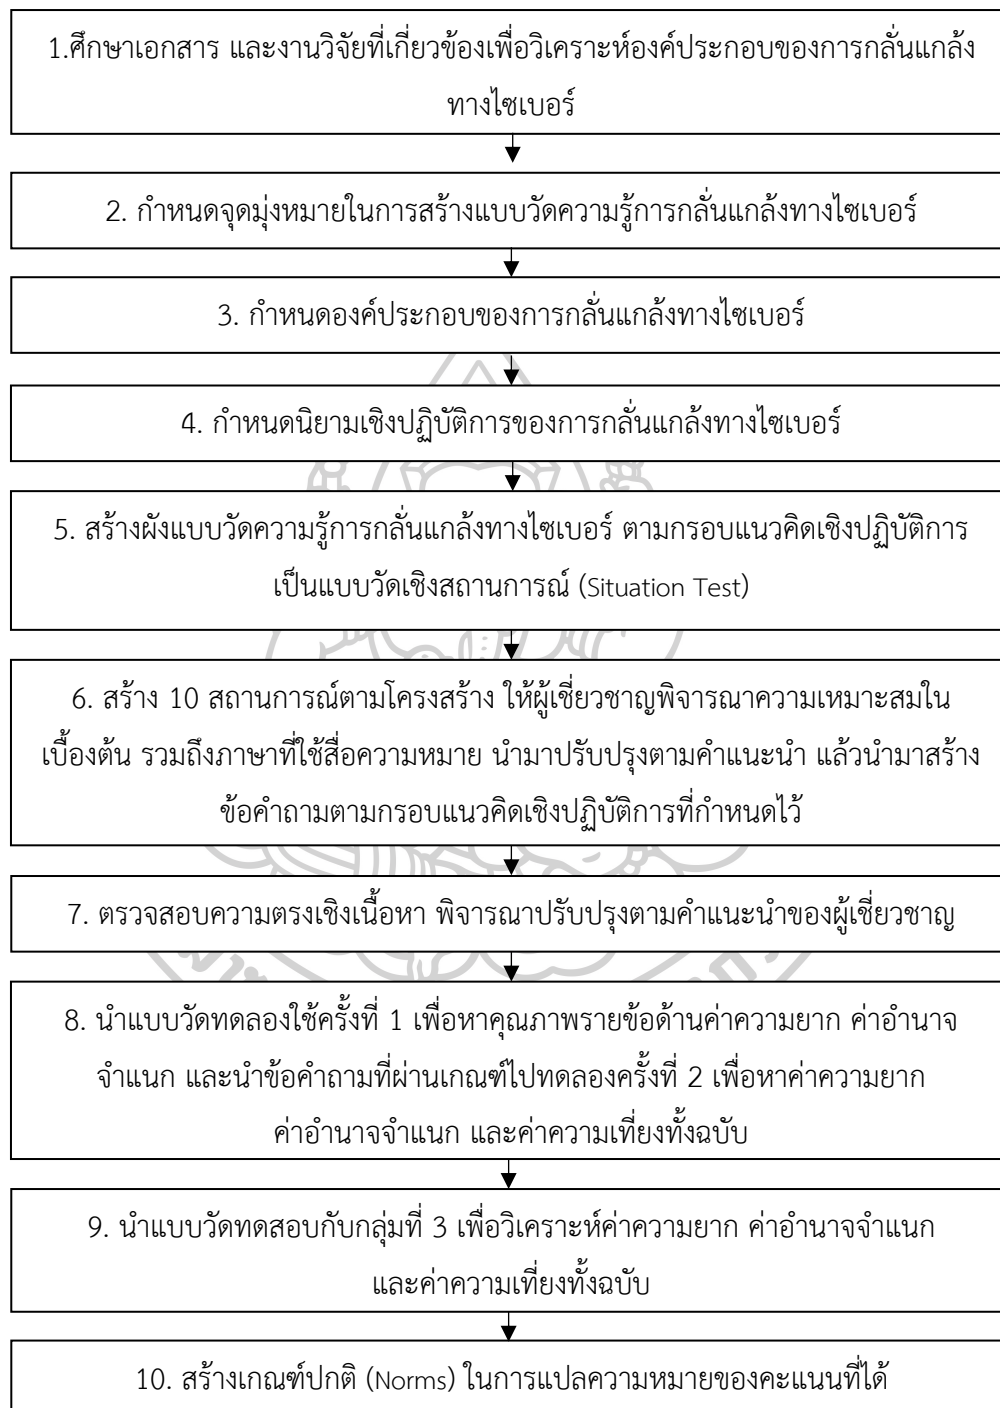 1.ศึกษาเอกสาร และงานวิจัยที่เกี่ยวข้องเพื่อวิเคราะห์องค์ประกอบของการกลั่นแกล้ง
ทางไซเบอร์
2. กำหนดจุดมุ่งหมายในการสร้างแบบวัดความรู้การกลั่นแกล้งทางไซเบอร์
3. กำหนดองค์ประกอบของการกลั่นแกล้งทางไซเบอร์
4. กำหนดนิยามเชิงปฏิบัติการของการกลั่นแกล้งทางไซเบอร์
5. สร้างผังแบบวัดความรู้การกลั่นแกล้งทางไซเบอร์ ตามกรอบแนวคิดเชิงปฏิบัติการ
เป็นแบบวัดเชิงสถานการณ์ (Situation Test)
6. สร้าง 10 สถานการณ์ตามโครงสร้าง ให้ผู้เชี่ยวชาญพิจารณาความเหมาะสมใน
เบื้องต้น รวมถึงภาษาที่ใช้สื่อความหมาย นำมาปรับปรุงตามคำแนะนำ แล้วนำมาสร้าง
ข้อคำถามตามกรอบแนวคิดเชิงปฏิบัติการที่กำหนดไว้
7. ตรวจสอบความตรงเชิงเนื้อหา พิจารณาปรับปรุงตามคำแนะนำของผู้เชี่ยวชาญ
8. นำแบบวัดทดลองใช้ครั้งที่ 1 เพื่อหาคุณภาพรายข้อด้านค่าความยาก ค่าอำนาจ
จำแนก และนำข้อคำถามที่ผ่านเกณฑ์ไปทดลองครั้งที่ 2 เพื่อหาค่าความยาก
ค่าอำนาจจำแนก และค่าความเที่ยงทั้งฉบับ
9. นำแบบวัดทดสอบกับกลุ่มที่ 3 เพื่อวิเคราะห์ค่าความยาก ค่าอำนาจจำแนก
และค่าความเที่ยงทั้งฉบับ
10. สร้างเกณฑ์ปกติ (Norms) ในการแปลความหมายของคะแนนที่ได้